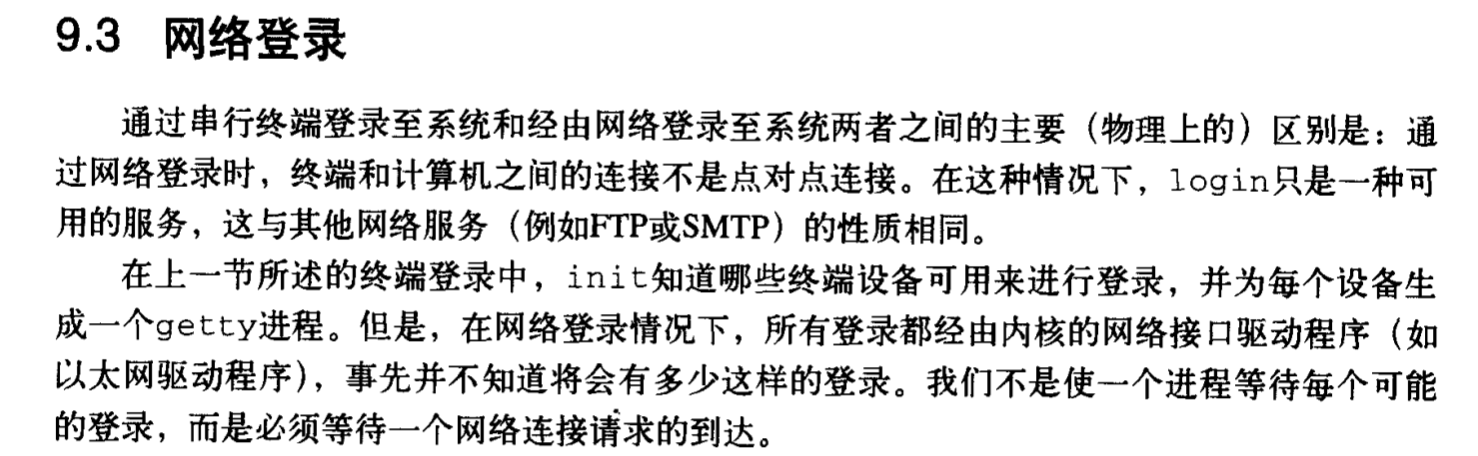 9.3 网络登录
通过串行终端登录至系统和经由网络登录至系统两者之间的主要（物理上的）区别是：通
过网络登录时，终端和计算机之间的连接不是点对点连接。在这种情况下，login只是一种可
用的服务，这与其他网络服务（例如FTP或SMTP）的性质相同。
在上一节所述的终端登录中，init知道哪些终端设备可用来进行登录，并为每个设备生
成一个getty进程。但是，在网络登录情况下，所有登录都经由内核的网络接口驱动程序（如
以太网驱动程序），事先并不知道将会有多少这样的登录。我们不是使一个进程等待每个可能
的登录，而是必须等待一个网络连接请求的到达。